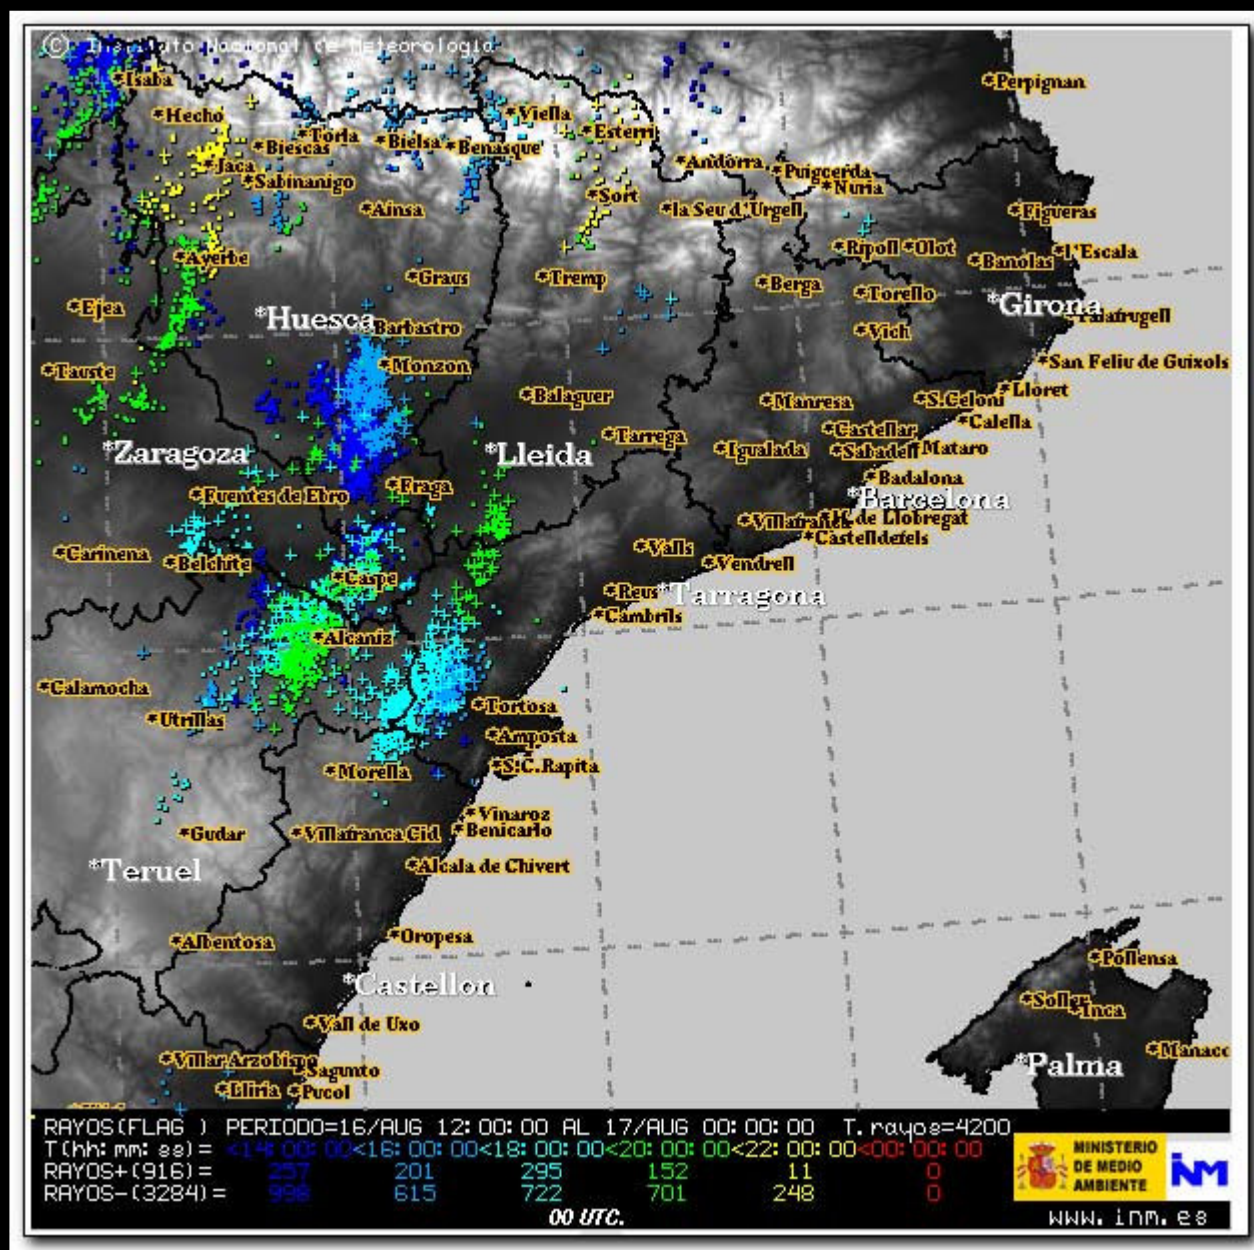 © Instituto Nacional de Meteorologia
*Isaba
*Perpignan
*Hecho
*Viella
*Torla
*Esterri
*Biescas
*Bielsa
*Benasque
*Jaca
*Andorra
*Puigcerda
*Sabinanigo
*Nuria
*Sort
*Ainsa
*la Seu d'Urgell
*Figueras
*Ripoll
*Olot
*l'Escala
*Ayerbe
*Banolas
*Graus
*Tremp
*Berga
*Torello
*Girona
*Ejea
*Huesca
*Barbastro
*Palafrugell
*Vich
*Monzon
*San Feliu de Guixols
*Tauste
*Lloret
*Balaguer
*Manresa
*S.Celoni
*Calella
*Tarrega
*Castellar
*Zaragoza
*Lleida
*Igualada
*Sabadell
*Mataro
*Fraga
*Badalona
*Fuentes de Ebro
*Barcelona
*Villafranca
de Llobregat
*Castelldefels
*Carinena
*Belchite
*Valls
*Vendrell
*Caspe
*Reus
*Tarragona
*Cambrils
*Alcaniz
*Calamocha
*Utrillas
*Tortosa
*Amposta
*Morella
*S.C.Rapita
*Vinaroz
*Gudar
*Villafranca Cid
*Benicarlo
*Teruel
*Alcala de Chivert
*Albentosa
*Oropesa
*Pollensa
*Castellon
*Soller
*Inca
*Vall de Uxo
*Manaco
*Villar Arzobispo
*Sagunto
*Palma
*Lliria
*Pucol
RAYOS(FLAG ) PERIODO=16/AUG 12:00:00 AL 17/AUG 00:00:00 T.rayos=4200
T(hh:mm:ss)= <14:00:00<16:00:00<18:00:00<20:00:00<22:00:00<00:00:00
RAYOS+(916)= 257 201 295 152 11 0
RAYOS-(3284)= 998 615 722 701 248 0
00 UTC.
MINISTERIO
DE MEDIO
AMBIENTE
INM
www.inm.es